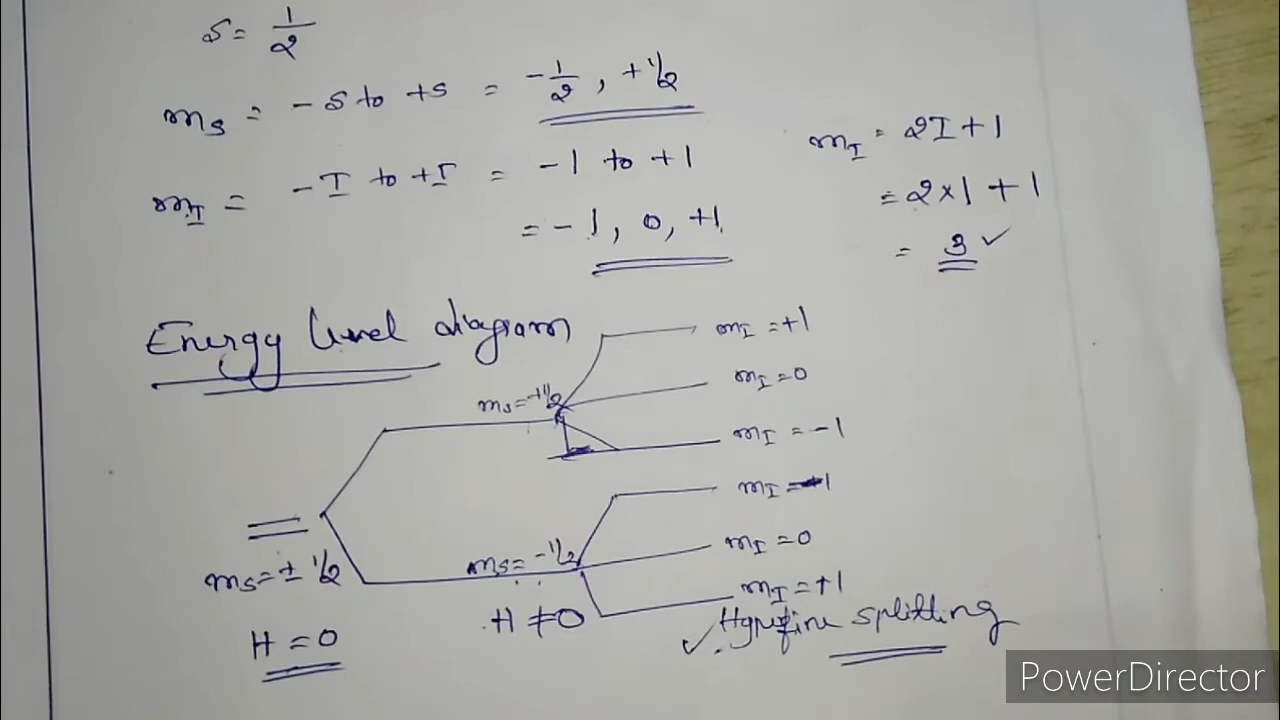 S = 1/2
mS = -S to +S = -1/2, +1/2
mI = -I to +I = -1 to +1
= -1, 0, +1
mI = 2I+1
= 2×1+1
= 3 ✓
Energy level diagram
mI = +1
mI = 0
mS = +1/2
mI = -1
mI = -1
mI = 0
mS = -1/2
mI = +1
mS = ± 1/2
H = 0
H ≠ 0
✓. Hyperfine splitting
PowerDirector